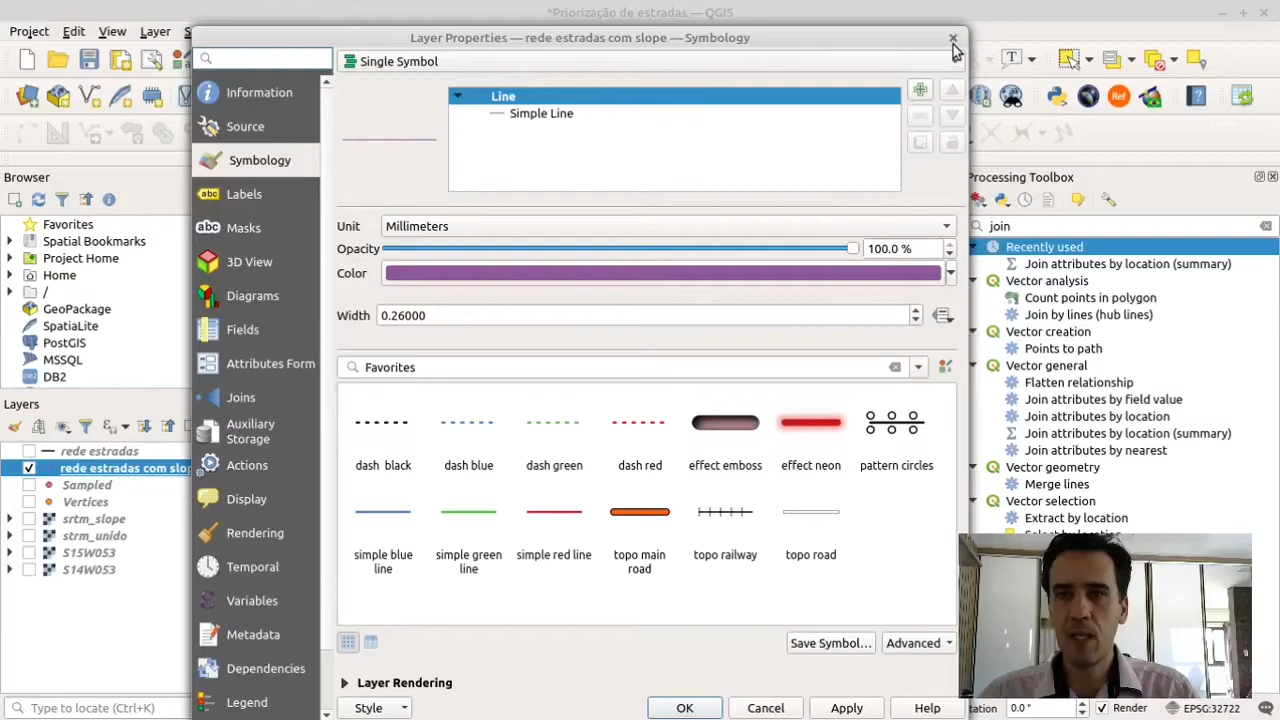 *Priorização de estradas — QGIS
Project Edit View Layer S
Layer Properties — rede estradas com slope — Symbology
Single Symbol
Information
Source
Symbology
Labels
Masks
3D View
Diagrams
Fields
Attributes Form
Joins
Auxiliary
Storage
Actions
Display
Rendering
Temporal
Variables
Metadata
Dependencies
Legend
Line
Simple Line
Unit Millimeters
Opacity 100.0 %
Color
Width 0.26000
Favorites
dash black
dash blue
dash green
dash red
effect emboss
effect neon
pattern circles
simple blue
line
simple green
line
simple red line
topo main
road
topo railway
topo road
Save Symbol...
Advanced
Layer Rendering
Style
OK
Cancel
Apply
Help
Browser
Favorites
Spatial Bookmarks
Project Home
Home
/
GeoPackage
SpatiaLite
PostGIS
MSSQL
DB2
Layers
rede estradas
rede estradas com slop
Sampled
Vertices
srtm_slope
strm_unido
S15W053
S14W053
Type to locate (Ctrl+K)
Processing Toolbox
join
Recently used
Join attributes by location (summary)
Vector analysis
Count points in polygon
Join by lines (hub lines)
Vector creation
Points to path
Vector general
Flatten relationship
Join attributes by field value
Join attributes by location
Join attributes by location (summary)
Join attributes by nearest
Vector geometry
Merge lines
Vector selection
Extract by location
tation 0.0 ° Render EPSG:32722